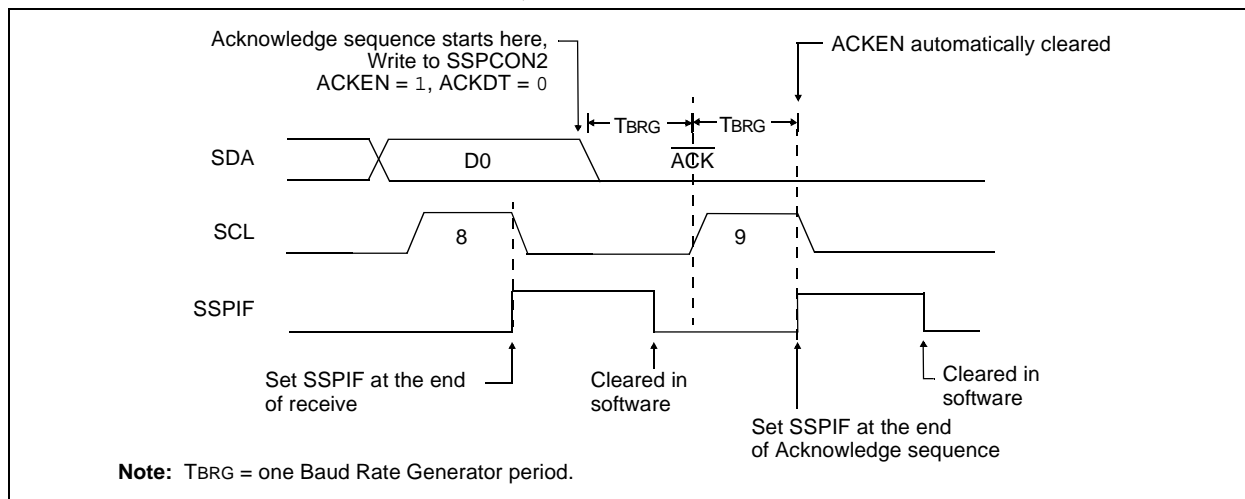 Acknowledge sequence starts here,
Write to SSPCON2
ACKEN = 1, ACKDT = 0
ACKEN automatically cleared
TBRG
TBRG
SDA
D0
ACK
SCL
8
9
SSPIF
Set SSPIF at the end
of receive
Cleared in
software
Cleared in
software
Set SSPIF at the end
of Acknowledge sequence
Note: TBRG = one Baud Rate Generator period.